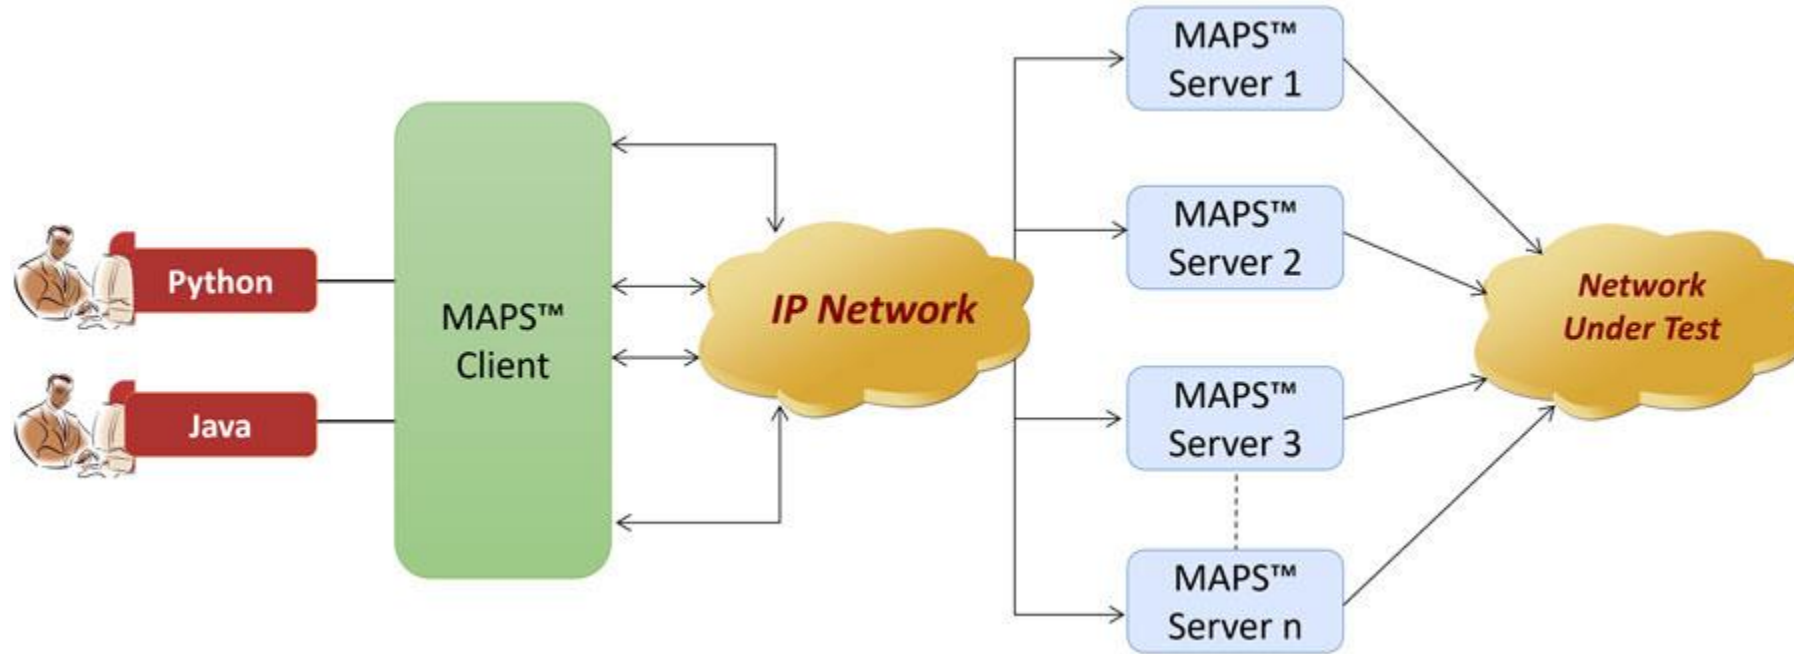 Python
Java
MAPS™
Client
IP Network
MAPS™
Server 1
MAPS™
Server 2
MAPS™
Server 3
MAPS™
Server n
Network
Under Test